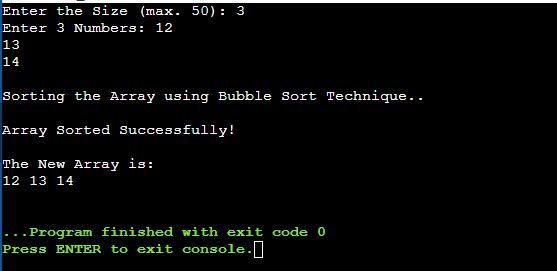 Enter the Size (max. 50): 3
Enter 3 Numbers: 12
13
14
Sorting the Array using Bubble Sort Technique..
Array Sorted Successfully!
The New Array is:
12 13 14
...Program finished with exit code 0
Press ENTER to exit console.